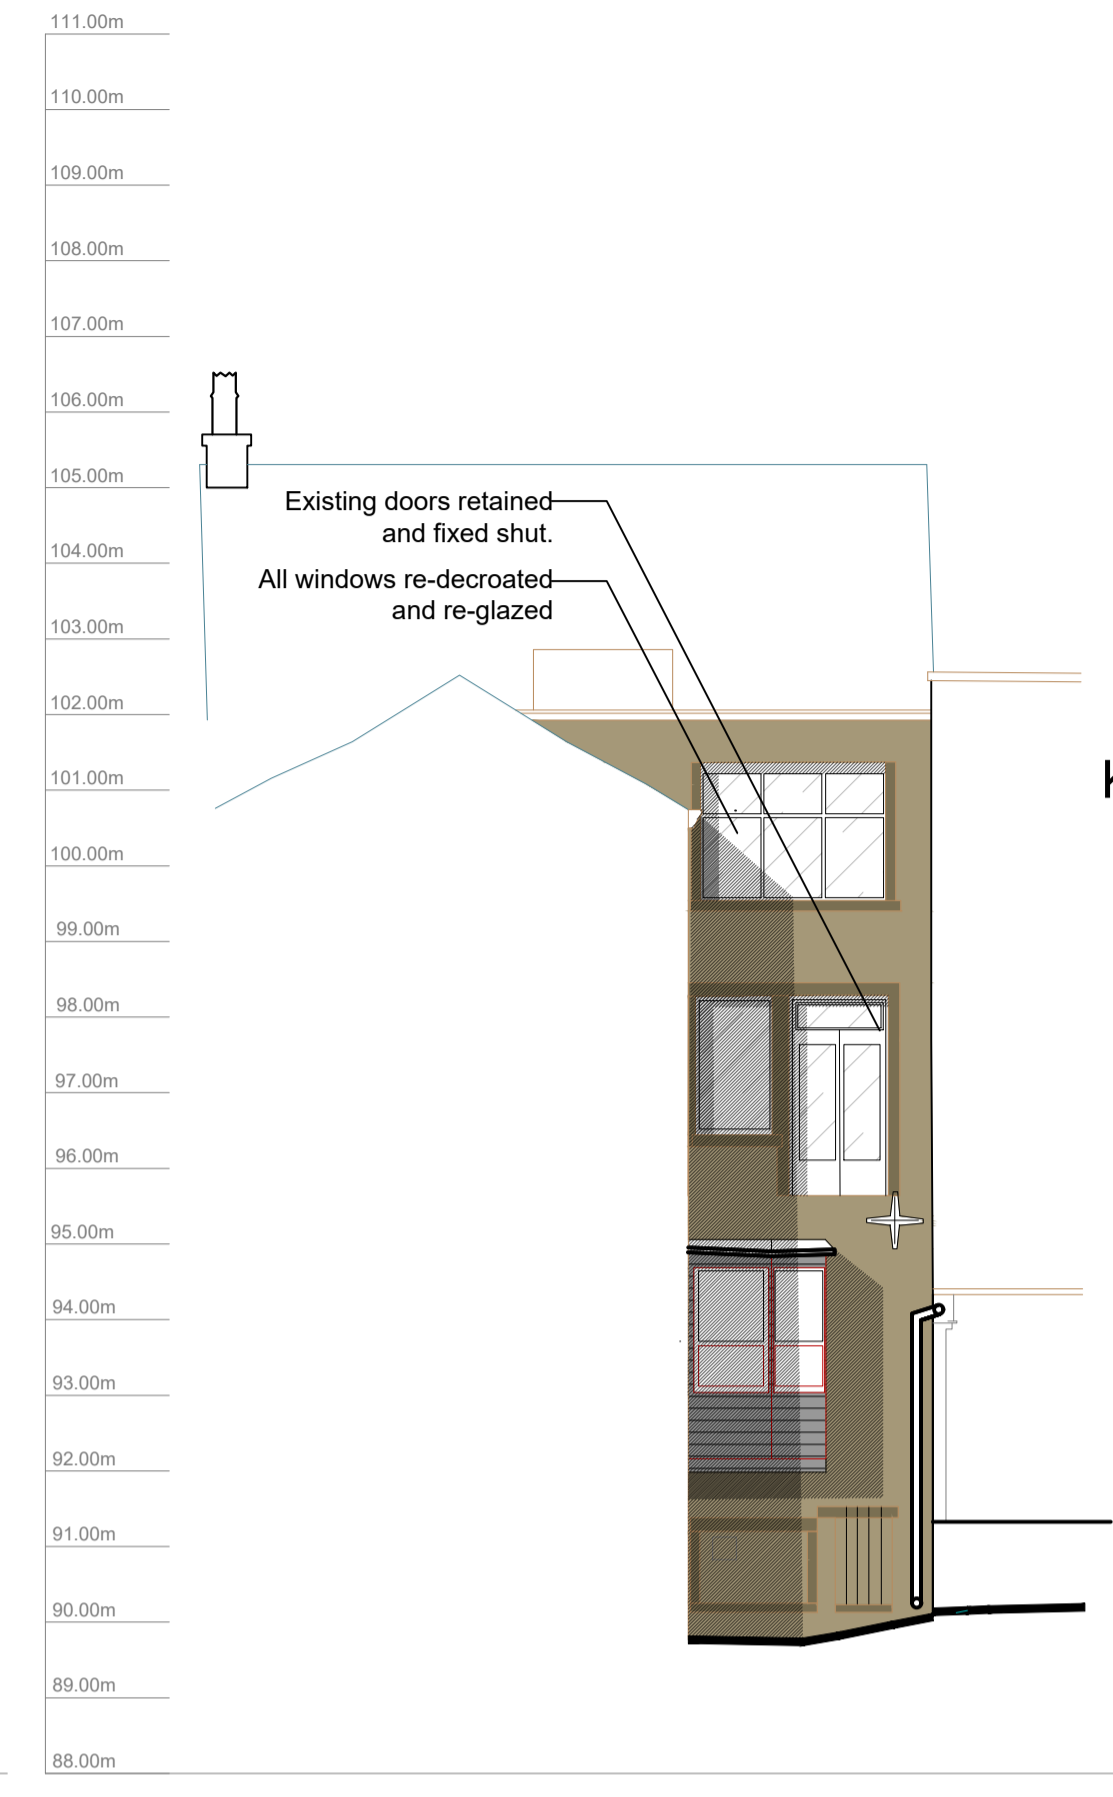 111.00m
110.00m
109.00m
108.00m
107.00m
106.00m
105.00m
Existing doors retained
and fixed shut.
104.00m
All windows re-decroated
and re-glazed
103.00m
102.00m
101.00m
100.00m
99.00m
98.00m
97.00m
96.00m
95.00m
94.00m
93.00m
92.00m
91.00m
90.00m
89.00m
88.00m